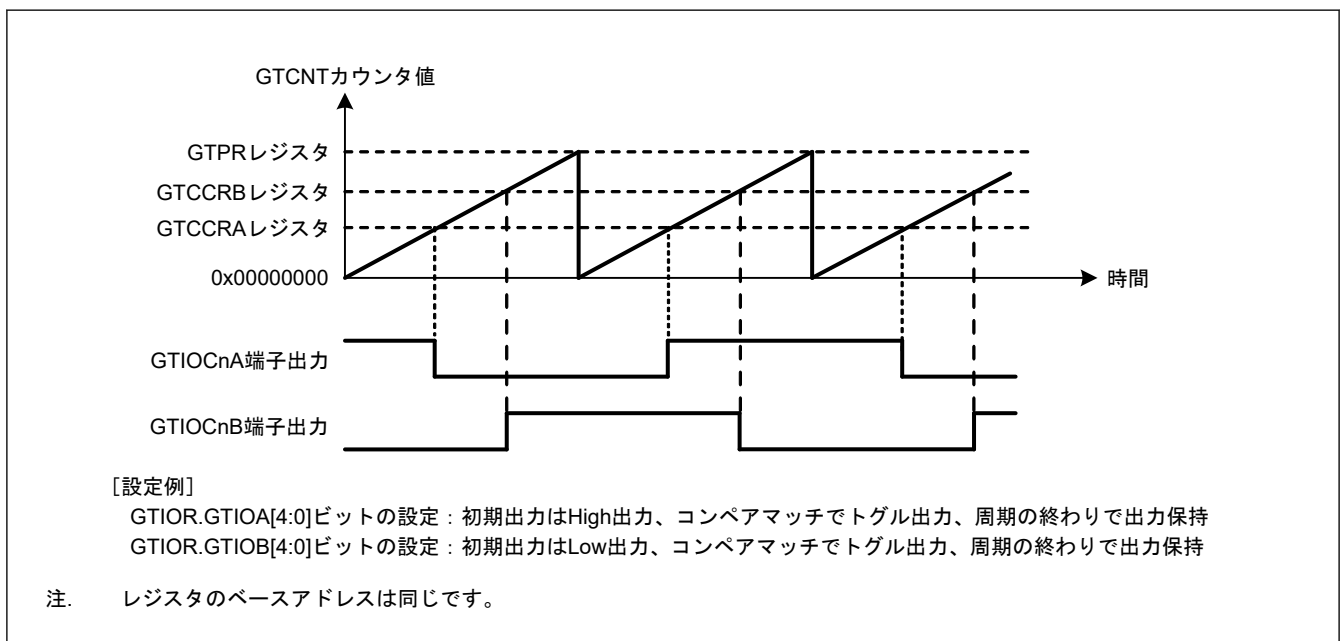 GTCNTカウンタ値
GTPRレジスタ
GTCCRBレジスタ
GTCCRAレジスタ
0x00000000
時間
GTIOCnA端子出力
GTIOCnB端子出力
［設定例］
GTIOR.GTIOA[4:0]ビットの設定：初期出力はHigh出力、コンペアマッチでトグル出力、周期の終わりで出力保持
GTIOR.GTIOB[4:0]ビットの設定：初期出力はLow出力、コンペアマッチでトグル出力、周期の終わりで出力保持
注. レジスタのベースアドレスは同じです。